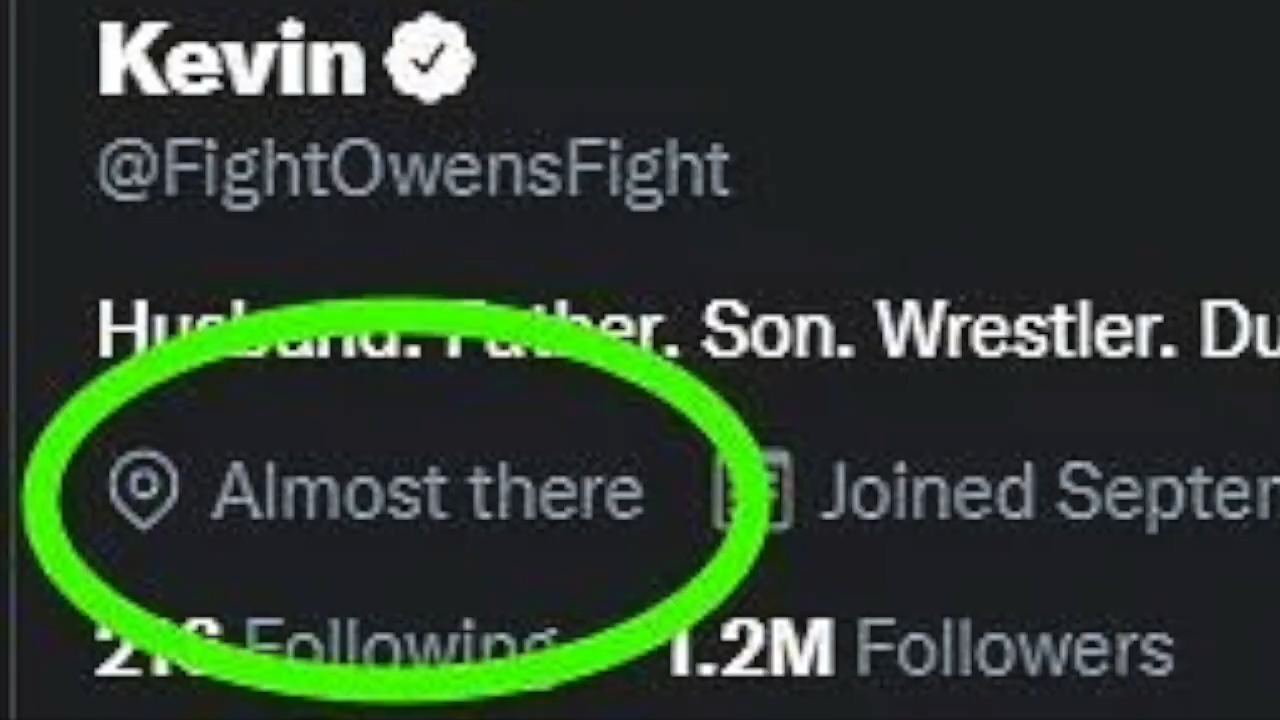 Kevin
@FightOwensFight
Husband. Father. Son. Wrestler. Du
Almost there Joined Septem
Following 1.2M Followers